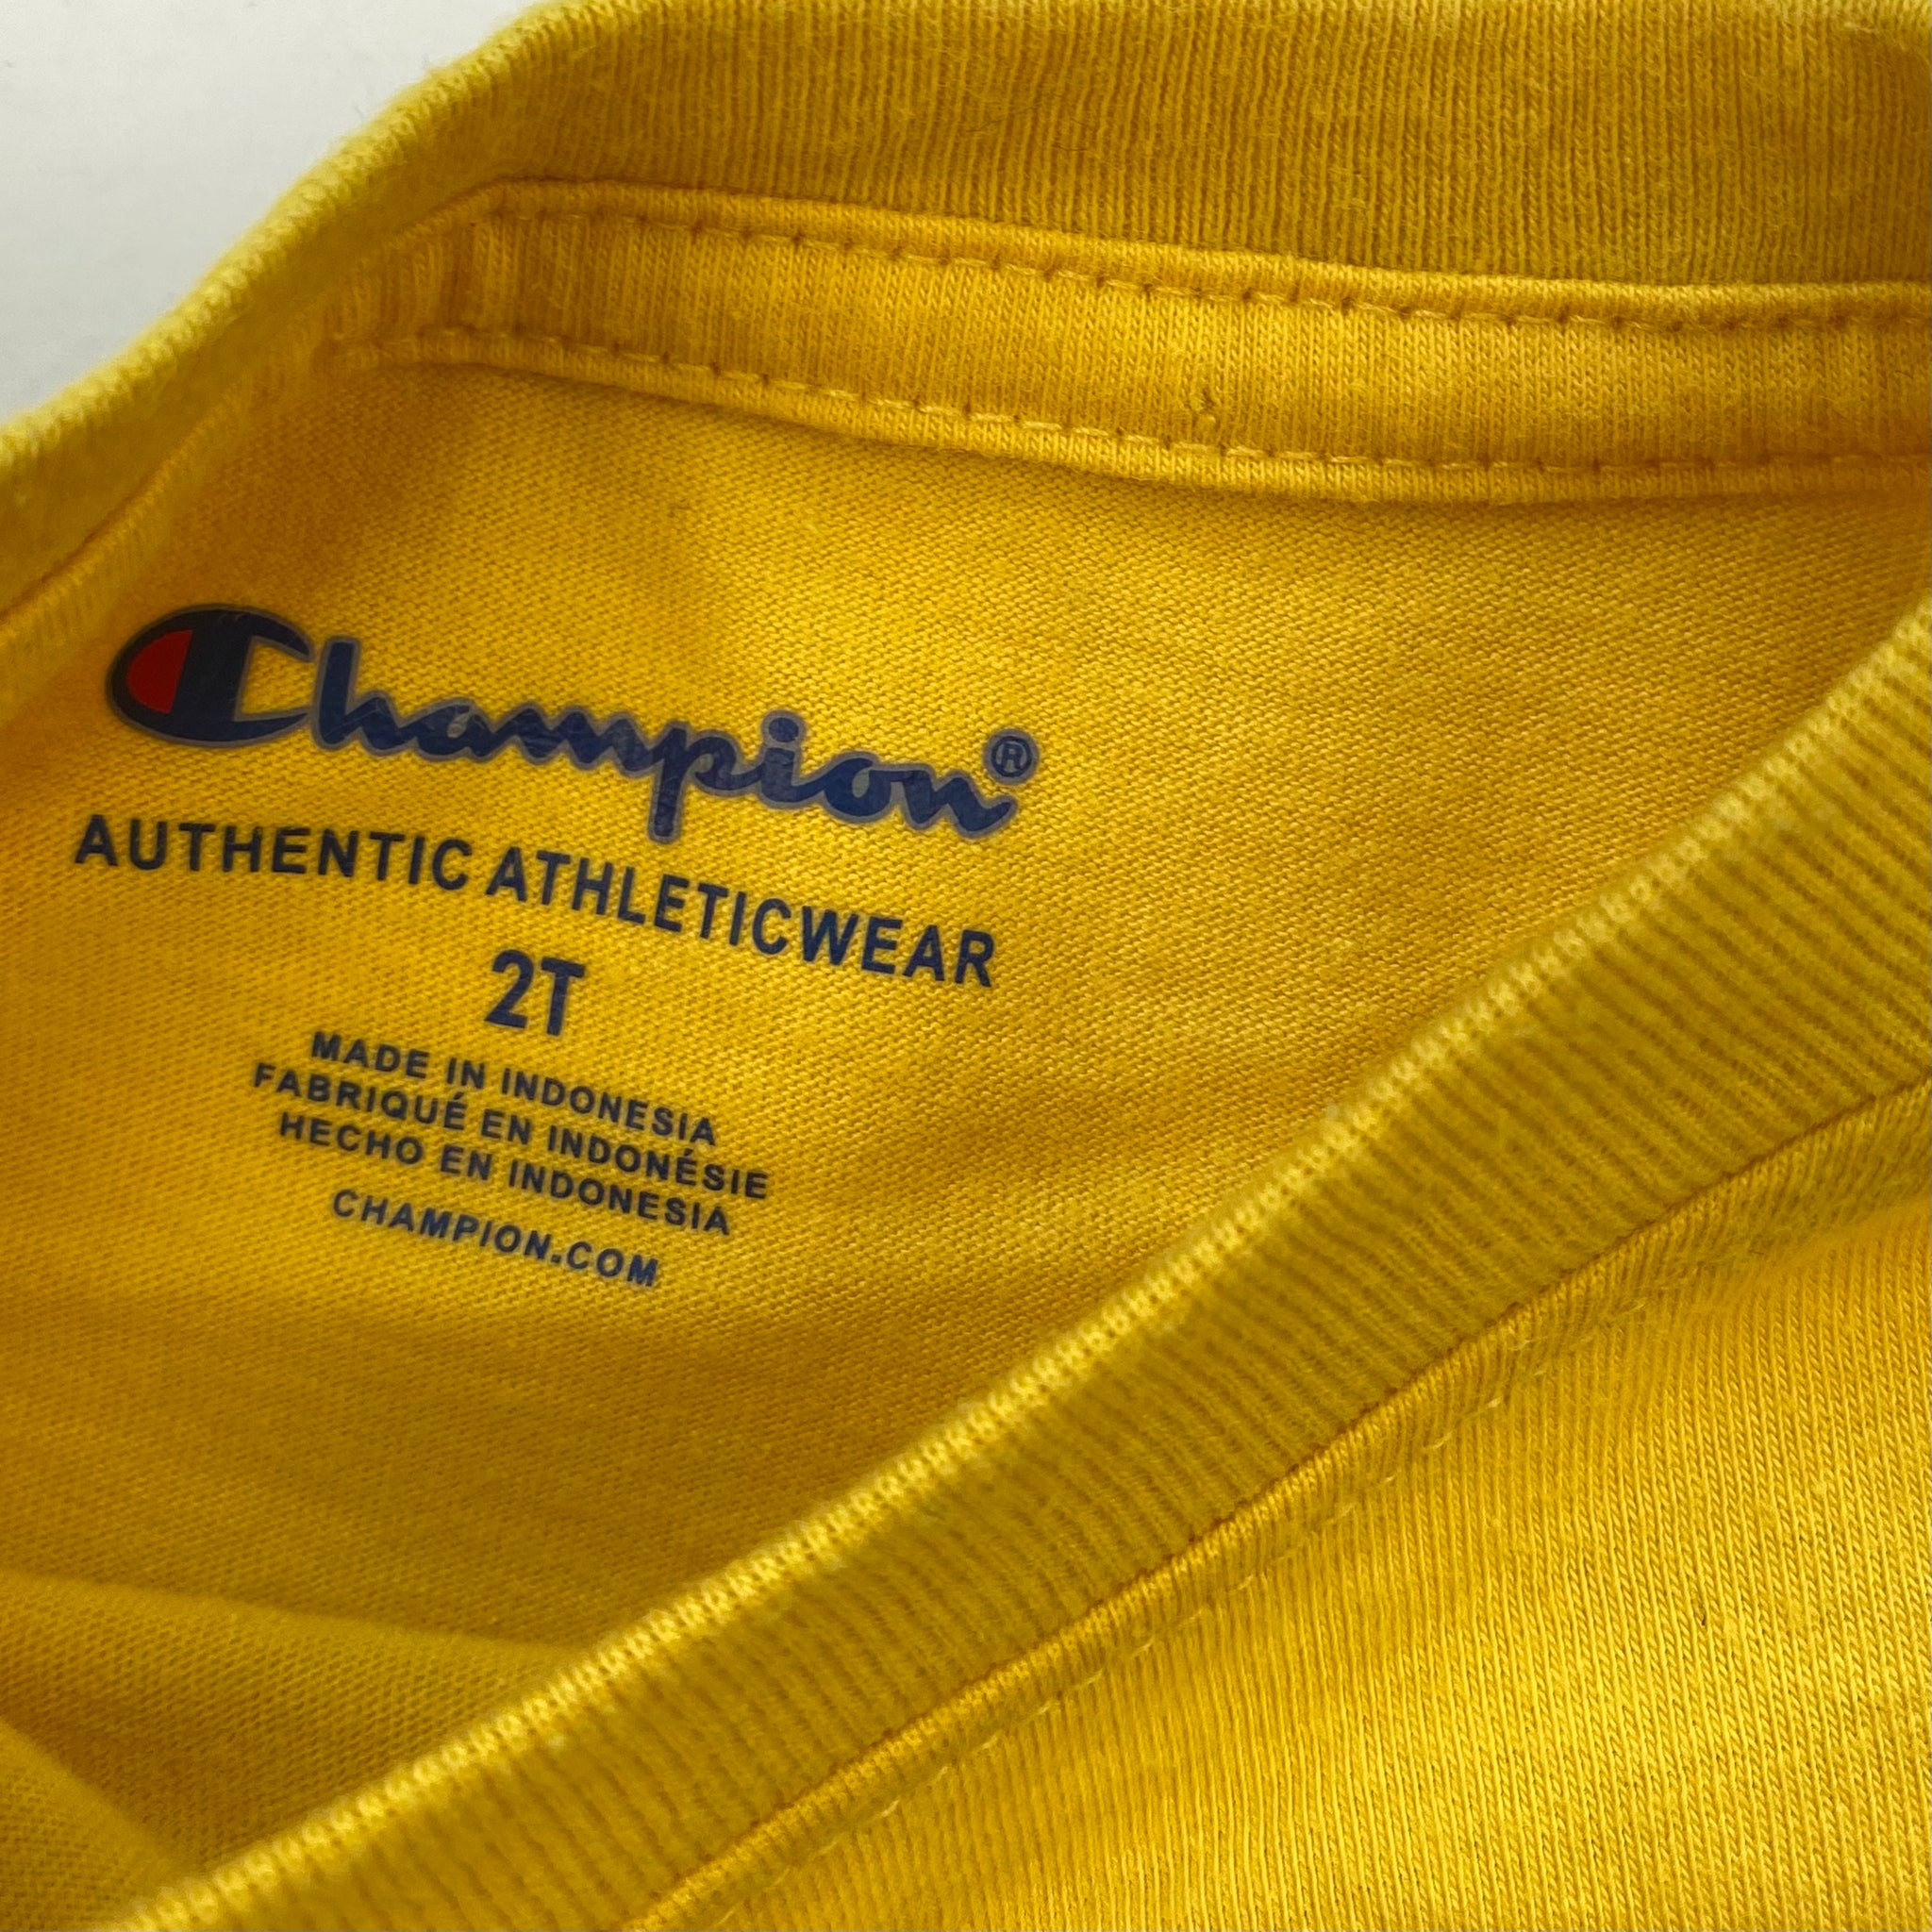 Champion®
AUTHENTIC ATHLETICWEAR
2T
MADE IN INDONESIA
FABRIQUÉ EN INDONÉSIE
HECHO EN INDONESIA
CHAMPION.COM